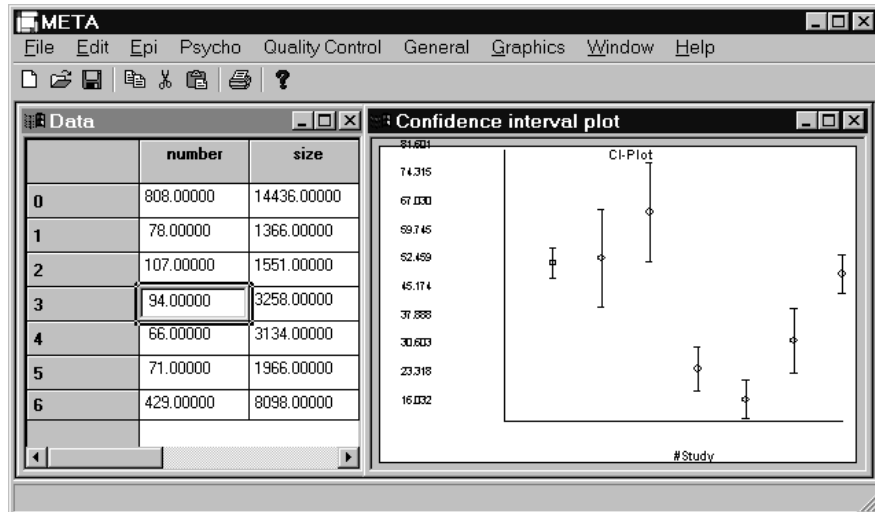 META
File Edit Epi Psycho Quality Control General Graphics Window Help
Data
number size
0 808.00000 14436.00000
1 78.00000 1366.00000
2 107.00000 1551.00000
3 94.00000 3258.00000
4 66.00000 3134.00000
5 71.00000 1966.00000
6 429.00000 8098.00000
Confidence interval plot
CI-Plot
81.601
74.315
67.030
59.745
52.459
45.174
37.888
30.603
23.318
16.032
#Study